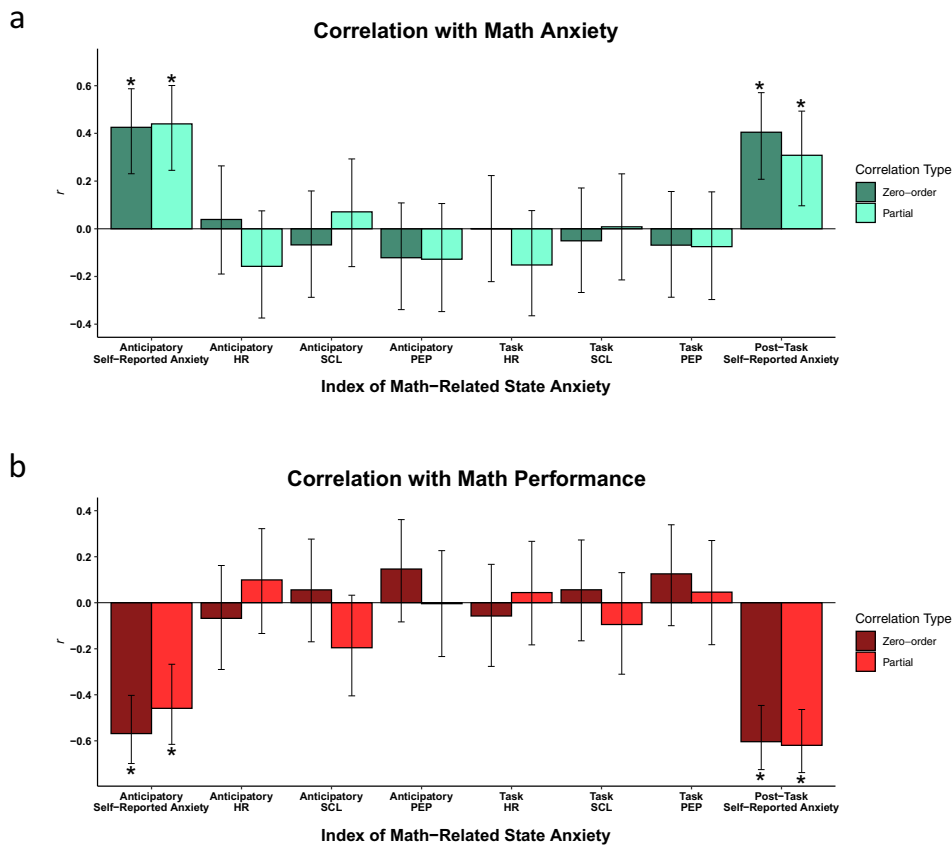 a
Correlation with Math Anxiety
*
*
*
*
0.6
0.4
0.2
0.0
−0.2
−0.4
r
Anticipatory
Self−Reported Anxiety
Anticipatory
HR
Anticipatory
SCL
Anticipatory
PEP
Task
HR
Task
SCL
Task
PEP
Post−Task
Self−Reported Anxiety
Index of Math−Related State Anxiety
Correlation Type
Zero−order
Partial
b
Correlation with Math Performance
0.4
0.2
0.0
−0.2
−0.4
−0.6
r
*
*
*
*
Anticipatory
Self−Reported Anxiety
Anticipatory
HR
Anticipatory
SCL
Anticipatory
PEP
Task
HR
Task
SCL
Task
PEP
Post−Task
Self−Reported Anxiety
Index of Math−Related State Anxiety
Correlation Type
Zero−order
Partial